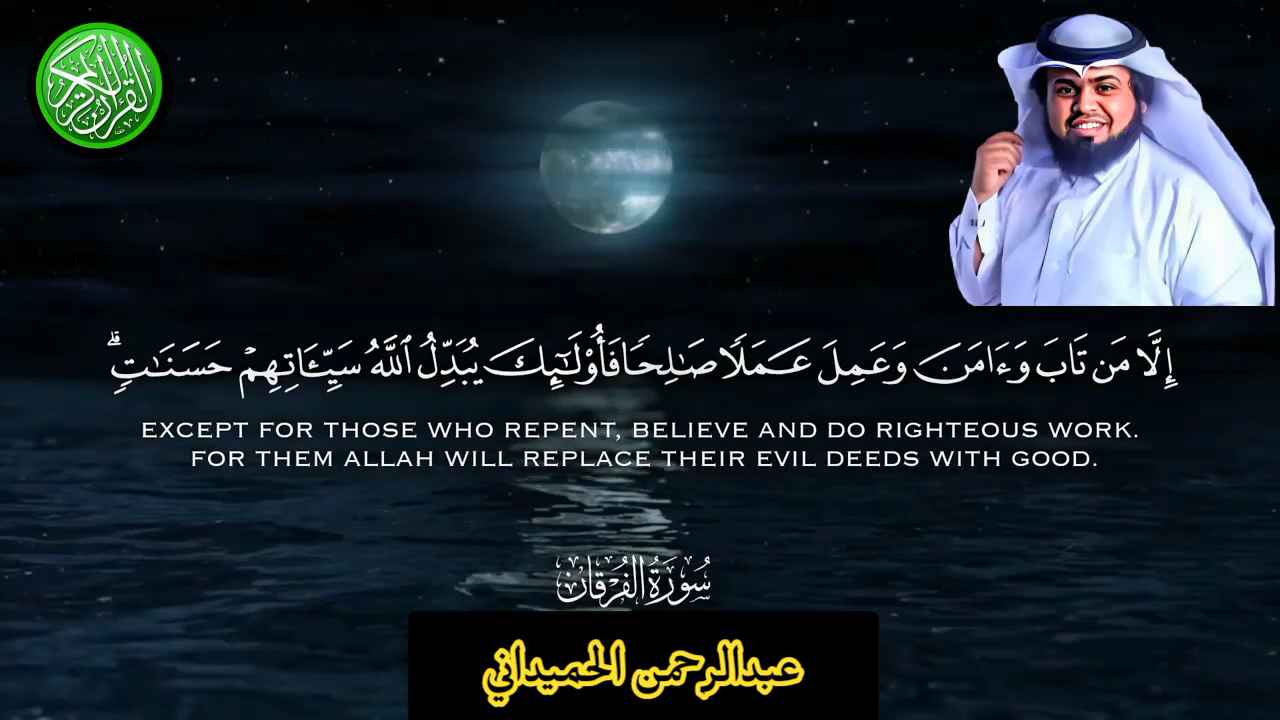 القرآن الكريم
إِلَّا مَن تَابَ وَءَامَنَ وَعَمِلَ عَمَلًا صَٰلِحًا فَأُو۟لَٰٓئِكَ يُبَدِّلُ ٱللَّهُ سَيِّـَٔاتِهِمْ حَسَنَٰتٍ ۗ
EXCEPT FOR THOSE WHO REPENT, BELIEVE AND DO RIGHTEOUS WORK.
FOR THEM ALLAH WILL REPLACE THEIR EVIL DEEDS WITH GOOD.
سُورَةُ الفُرْقَان
عبدالرحمن الحميداني